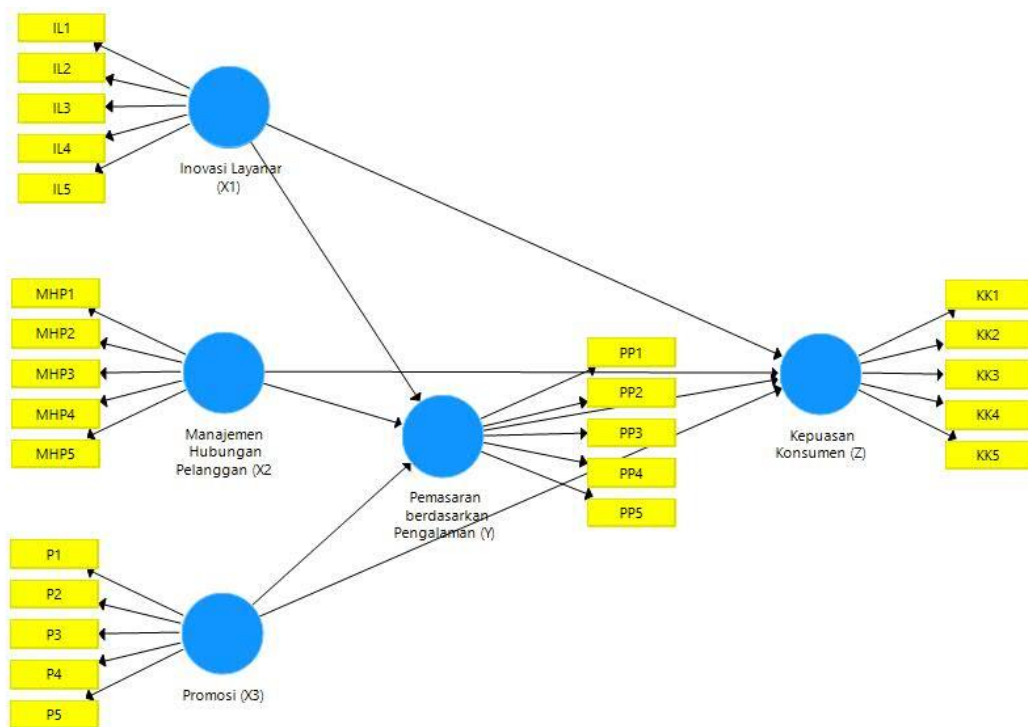 IL1
IL2
IL3
IL4
IL5
Inovasi Layanar
(X1)
MHP1
MHP2
MHP3
MHP4
MHP5
Manajemen
Hubungan
Pelanggan (X2
P1
P2
P3
P4
P5
Promosi (X3)
Pemasaran
berdasarkan
Pengalaman (Y)
PP1
PP2
PP3
PP4
PP5
Kepuasan
Konsumen (Z)
KK1
KK2
KK3
KK4
KK5